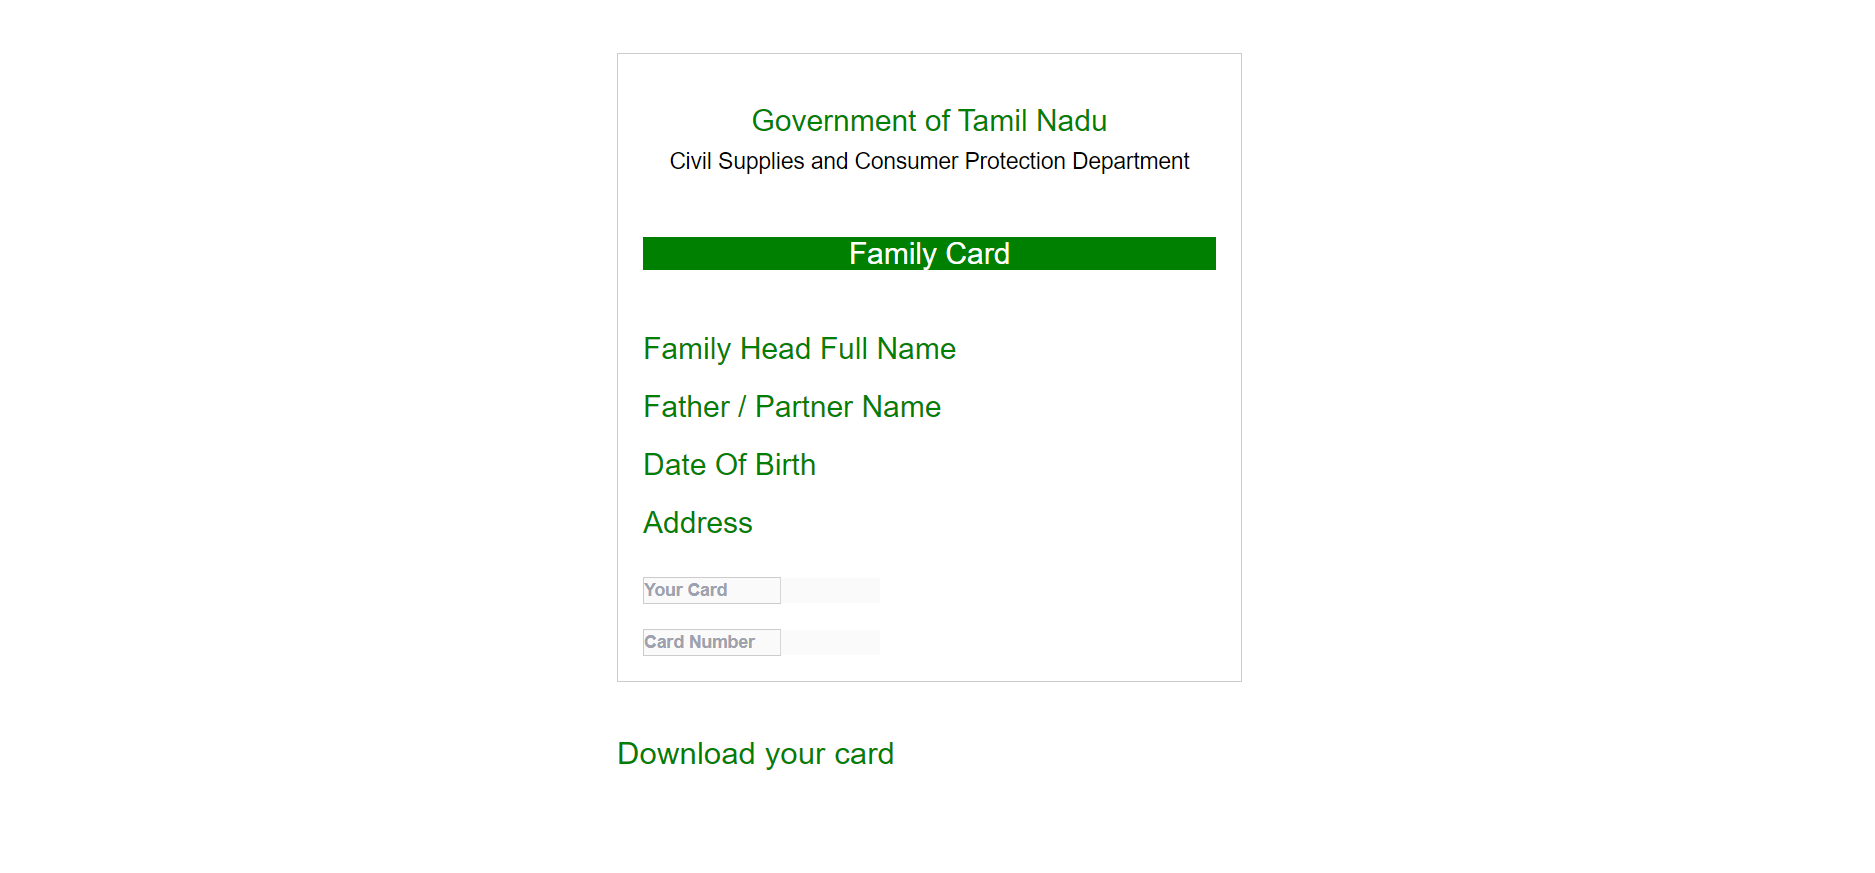 Government of Tamil Nadu
Civil Supplies and Consumer Protection Department
Family Card
Family Head Full Name
Father / Partner Name
Date Of Birth
Address
Your Card
Card Number
Download your card